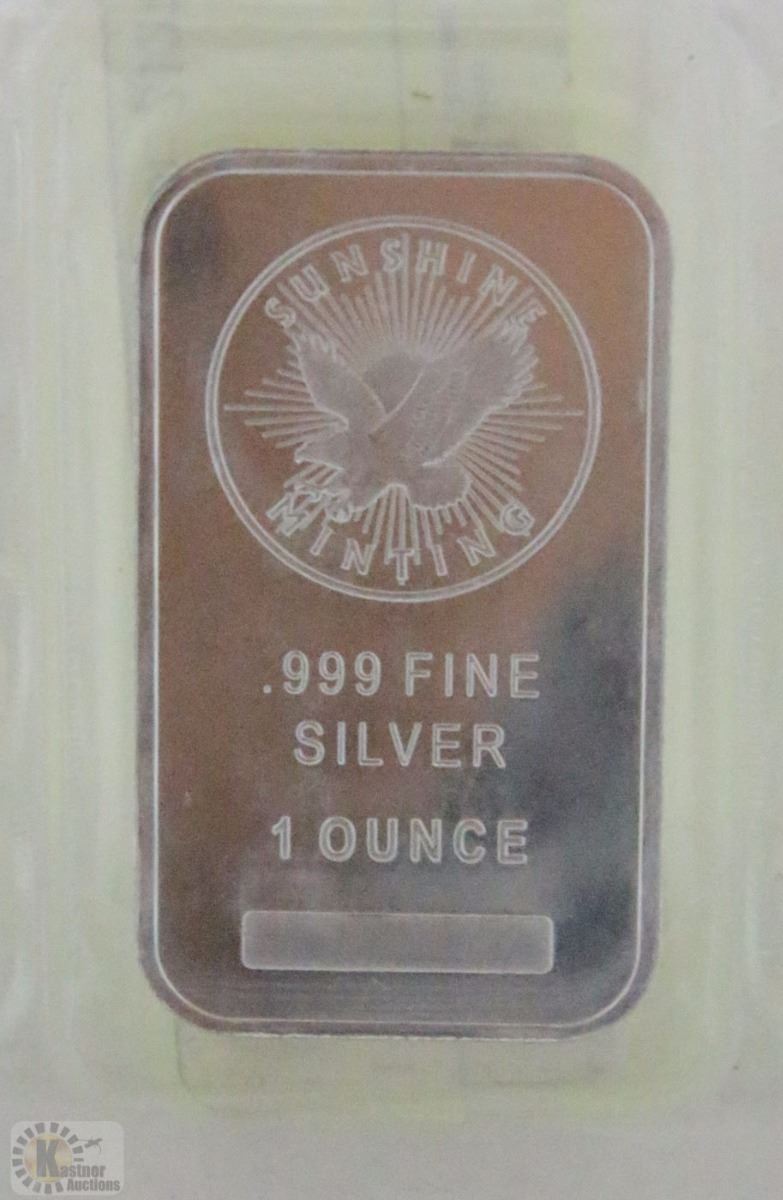 SUNSHINE
MINTING
.999 FINE
SILVER
1 OUNCE
Kastner
Auctions